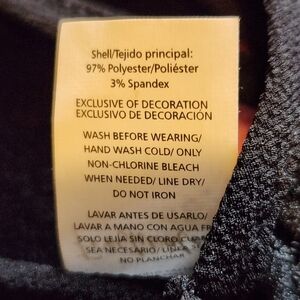 Shell/Tejido principal:
97% Polyester/Poliéster
3% Spandex
EXCLUSIVE OF DECORATION
EXCLUSIVO DE DECORACIÓN
WASH BEFORE WEARING/
HAND WASH COLD/ ONLY
NON-CHLORINE BLEACH
WHEN NEEDED/ LINE DRY/
DO NOT IRON
LAVAR ANTES DE USARLO/
LAVAR A MANO CON AGUA FR
SOLO LEJIA SIN CLORO
SEA NECESARIO/
NO PLANCHAR